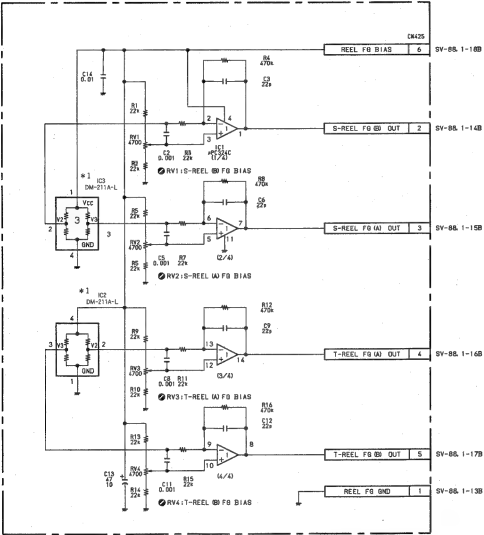 CN425
REEL FG BIAS 6 SV-88. 1-18B
R4
470k
C14
0.01
C3
22p
R1
22k
RV1
4700
2
4
3
1
S-REEL FG (B) OUT 2 SV-88. 1-14B
C2
0.001
R3
22k
IC1
μPC324C
(1/4)
RV1:S-REEL (B) FG BIAS
R8
470k
*1 IC3
DM-211A-L
1
VCC
V2 3 V3
2
GND
4
C6
22p
R5
22k
RV2
4700
6
5
7
11
S-REEL FG (A) OUT 3 SV-88. 1-15B
C5
0.001
R7
22k
(2/4)
RV2:S-REEL (A) FG BIAS
*1 IC2
DM-211A-L
4
3 V3 2
GND
1
R12
470k
C9
22p
R9
22k
RV3
4700
13
12
14
T-REEL FG (A) OUT 4 SV-88. 1-16B
R10
22k
C8
0.001
R11
22k
(3/4)
RV3:T-REEL (A) FG BIAS
R16
470k
C12
22p
R13
22k
RV4
4700
9
10
8
T-REEL FG (B) OUT 5 SV-88. 1-17B
C13
47
10
R14
22k
C11
0.001
R15
22k
(4/4)
RV4:T-REEL (B) FG BIAS
REEL FG GND 1 SV-88. 1-13B